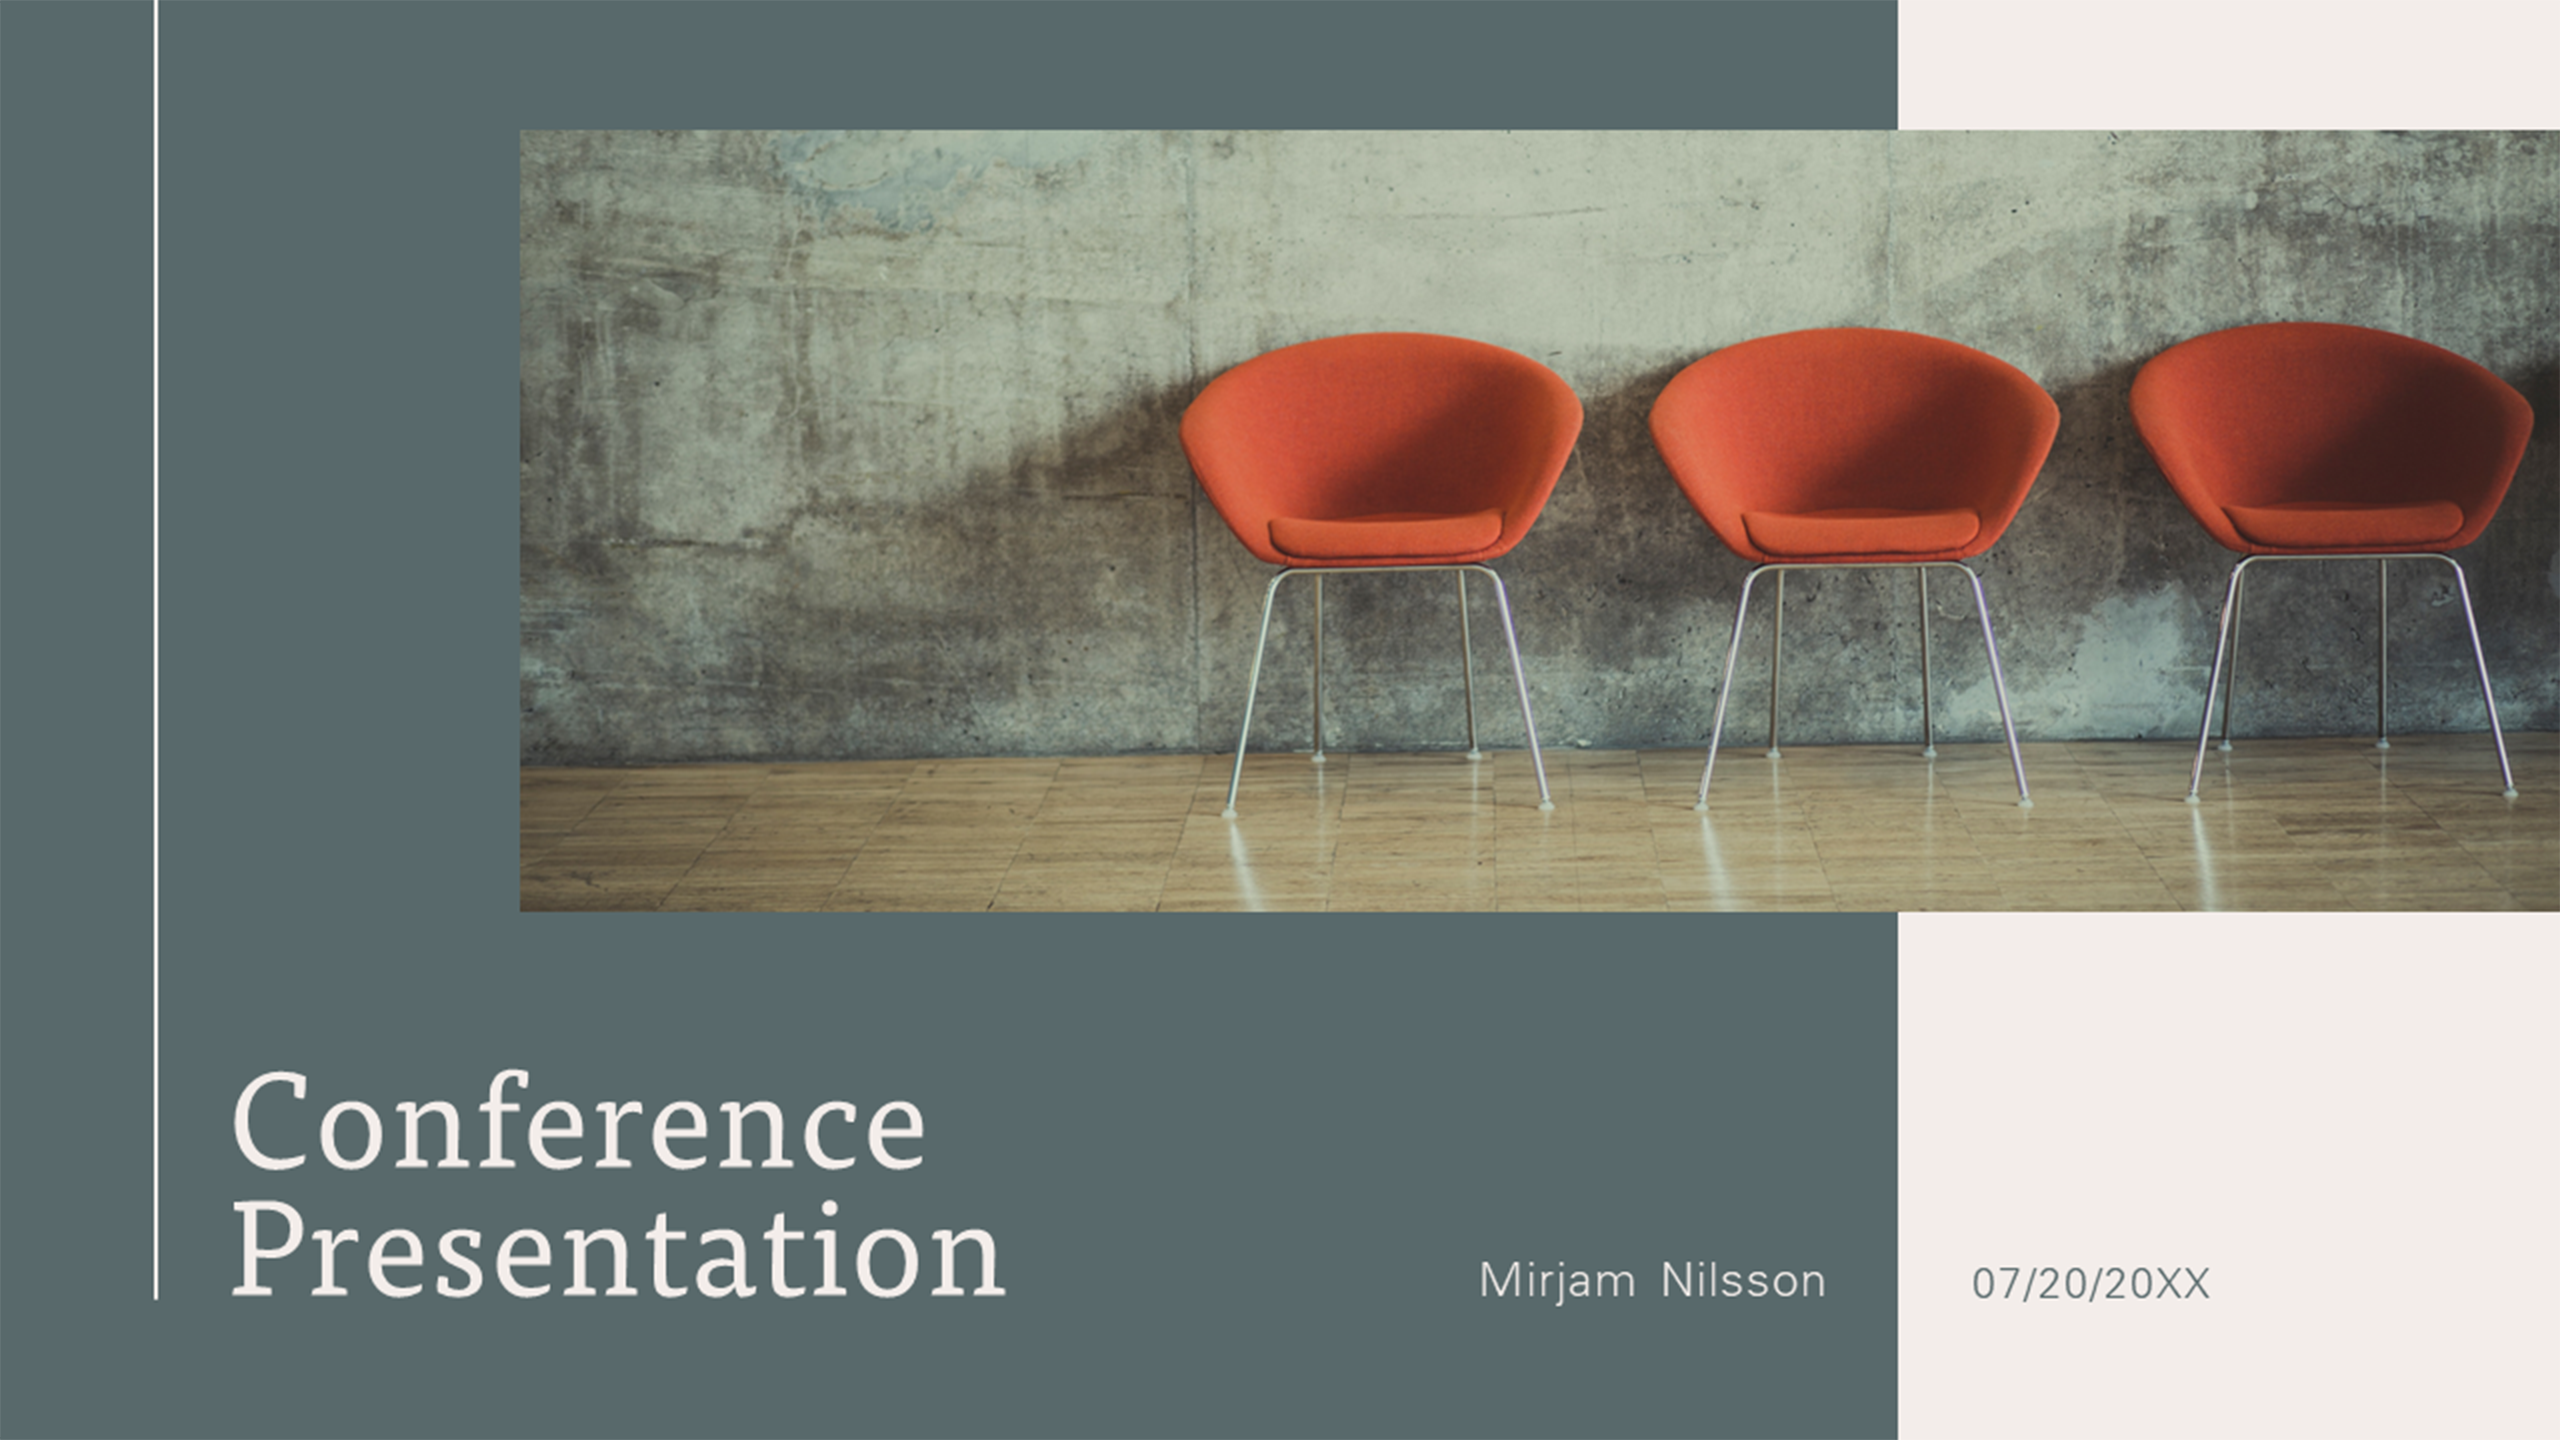 Conference
Presentation
Mirjam Nilsson
07/20/20XX